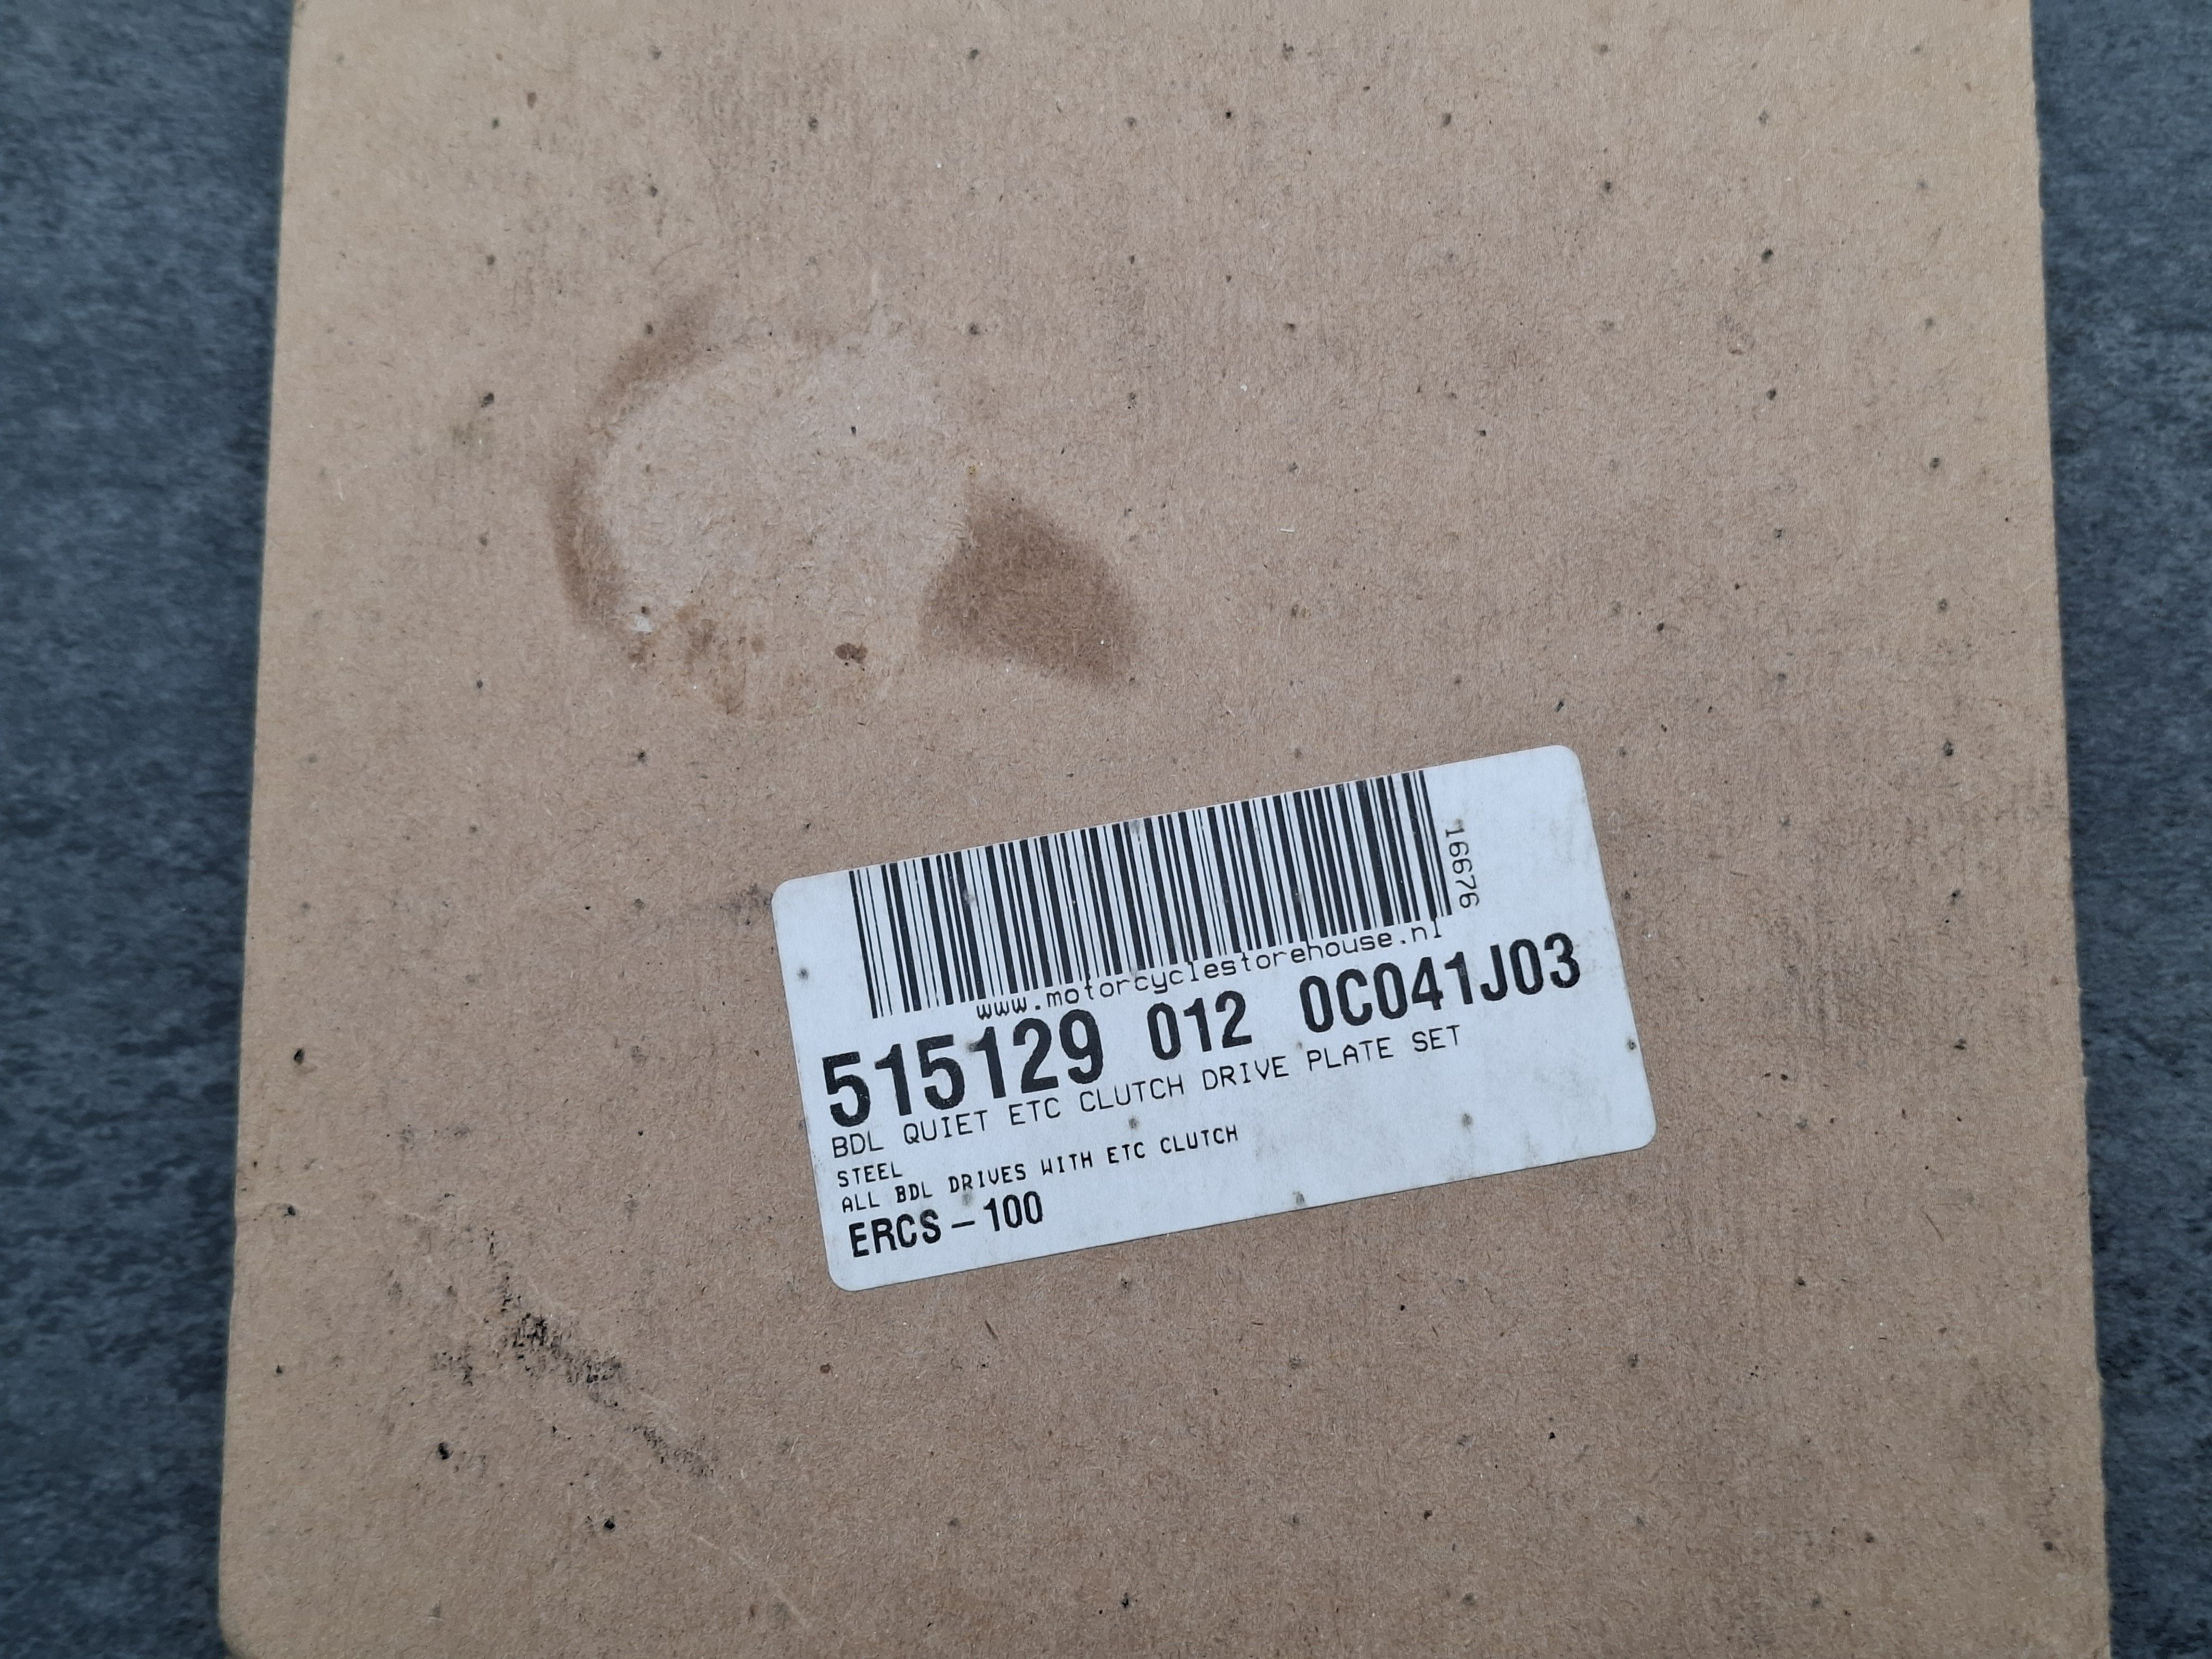 16676
www.motorcyclestorehouse.nl
515129 012 0C041J03
BDL QUIET ETC CLUTCH DRIVE PLATE SET
STEEL
ALL BDL DRIVES WITH ETC CLUTCH
ERCS-100